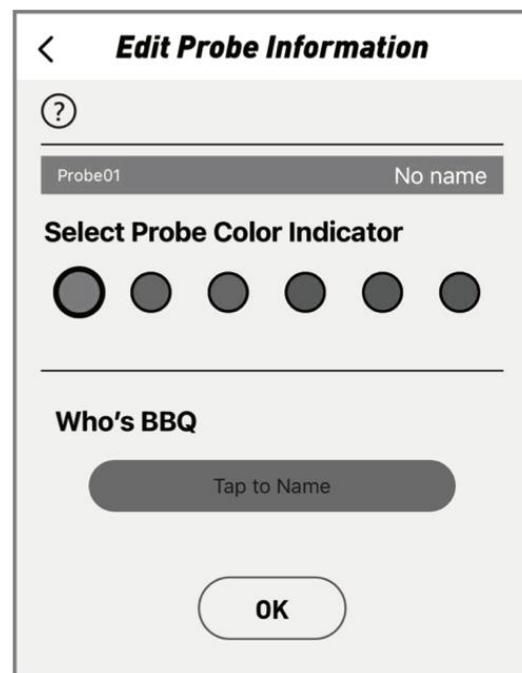 Edit Probe Information
?
Probe01 No name
Select Probe Color Indicator
Who's BBQ
Tap to Name
OK